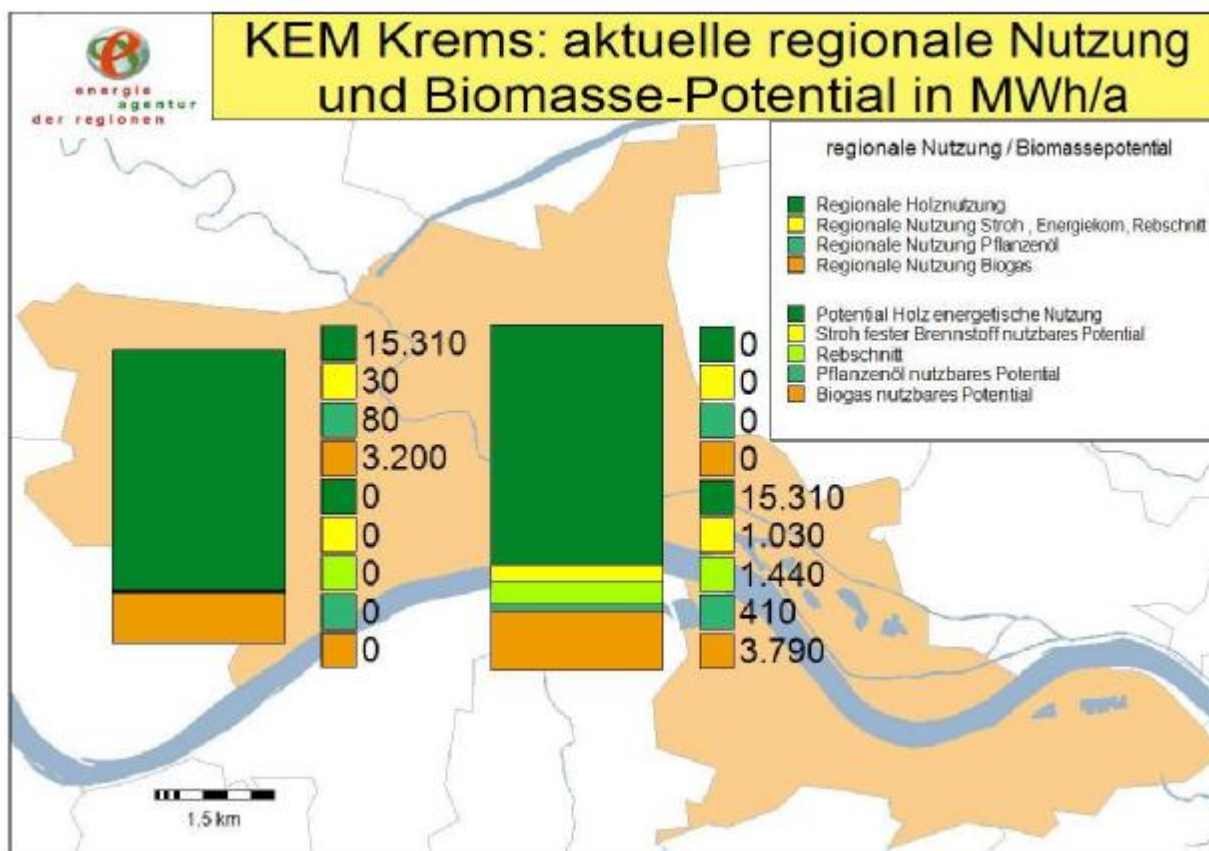 energie
agentur
der regionen
KEM Krems: aktuelle regionale Nutzung
und Biomasse-Potential in MWh/a
regionale Nutzung / Biomassepotential
Regionale Holznutzung
Regionale Nutzung Stroh , Energiekorn, Rebschnitt
Regionale Nutzung Pflanzenöl
Regionale Nutzung Biogas
Potential Holz energetische Nutzung
Stroh fester Brennstoff nutzbares Potential
Rebschnitt
Pflanzenöl nutzbares Potential
Biogas nutzbares Potential
15.310
30
80
3.200
0
0
0
0
0
0
0
0
0
15.310
1.030
1.440
410
3.790
1,5 km